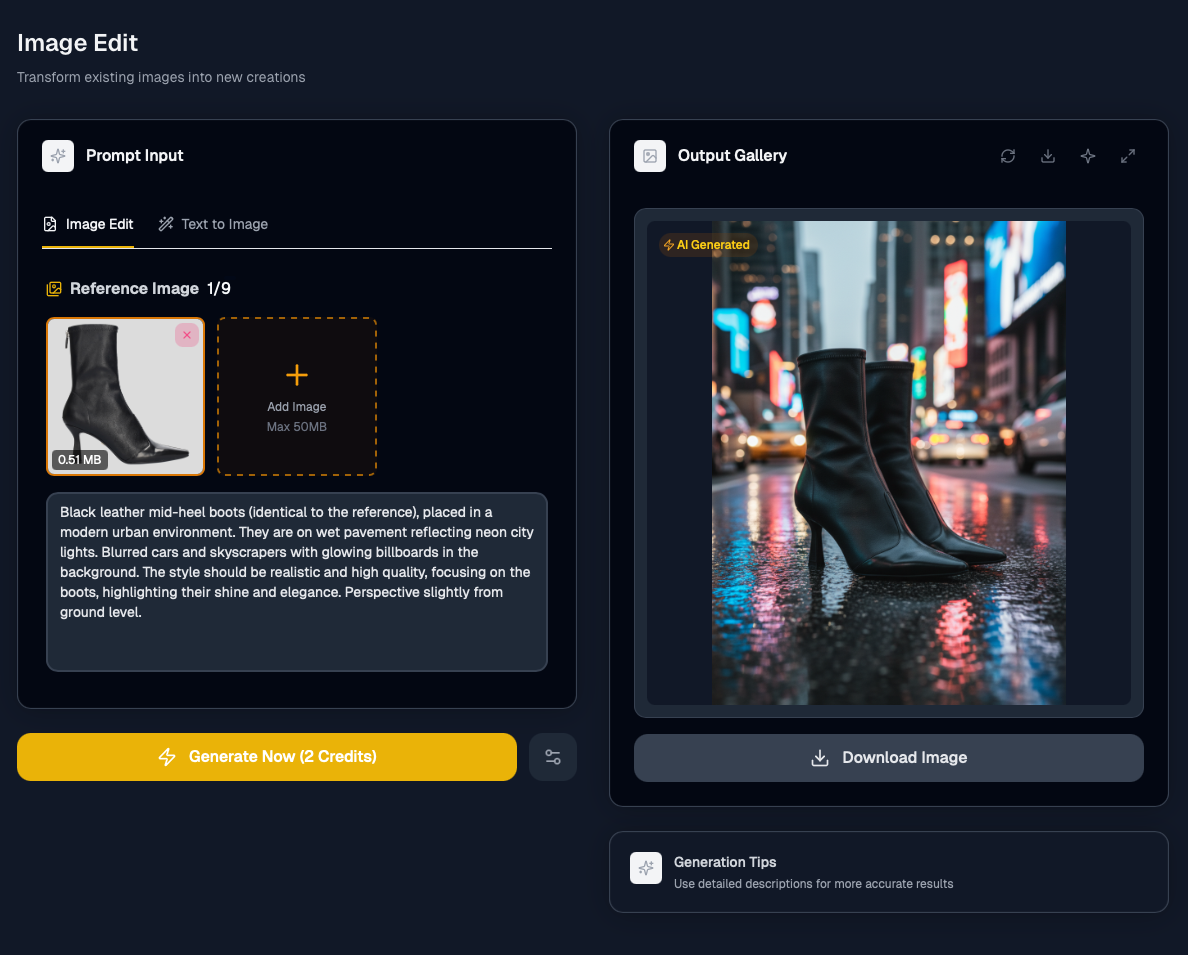 Image Edit
Transform existing images into new creations
Prompt Input
Image Edit
Text to Image
Reference Image 1/9
0.51 MB
Add Image
Max 50MB
Black leather mid-heel boots (identical to the reference), placed in a
modern urban environment. They are on wet pavement reflecting neon city
lights. Blurred cars and skyscrapers with glowing billboards in the
background. The style should be realistic and high quality, focusing on the
boots, highlighting their shine and elegance. Perspective slightly from
ground level.
Generate Now (2 Credits)
Output Gallery
AI Generated
Download Image
Generation Tips
Use detailed descriptions for more accurate results